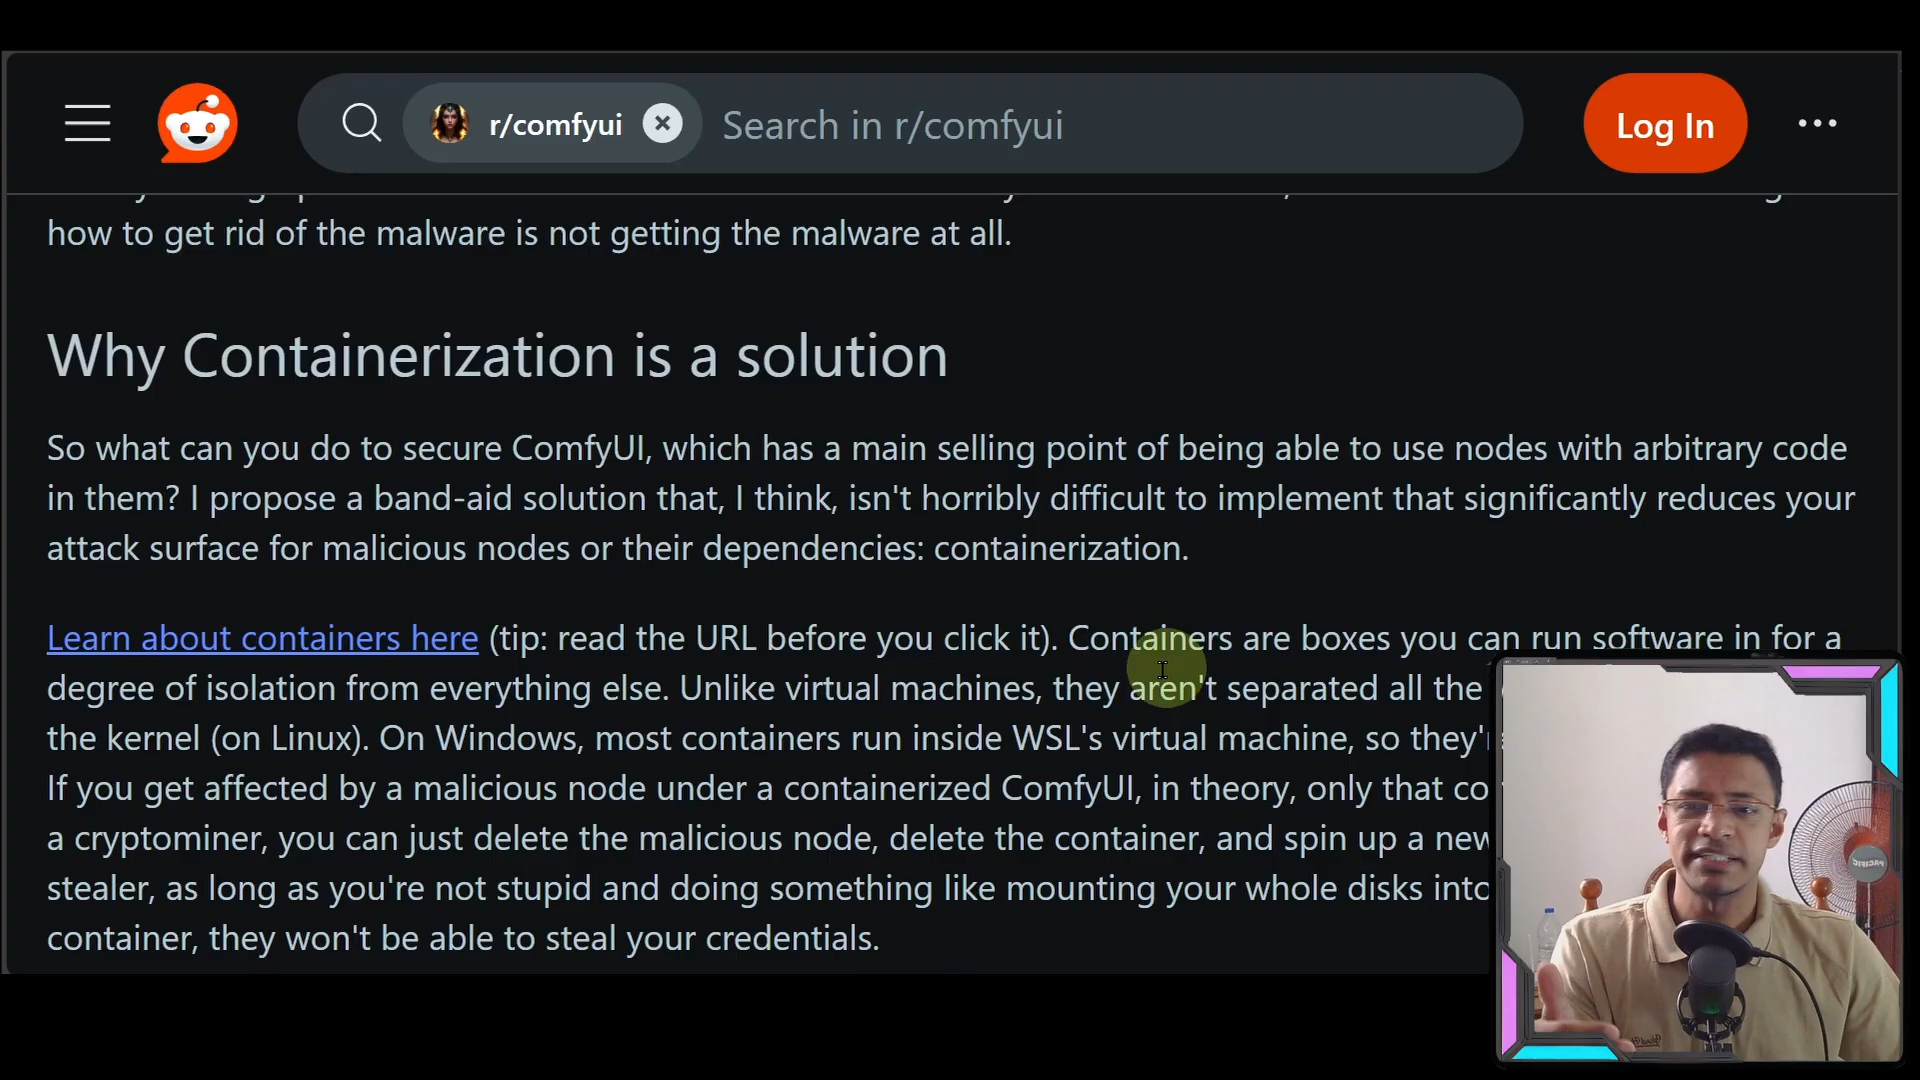 r/comfyui
Search in r/comfyui
Log In
how to get rid of the malware is not getting the malware at all.
Why Containerization is a solution
So what can you do to secure ComfyUI, which has a main selling point of being able to use nodes with arbitrary code
in them? I propose a band-aid solution that, I think, isn't horribly difficult to implement that significantly reduces your
attack surface for malicious nodes or their dependencies: containerization.
Learn about containers here (tip: read the URL before you click it). Containers are boxes you can run software in for a
degree of isolation from everything else. Unlike virtual machines, they aren't separated all the
the kernel (on Linux). On Windows, most containers run inside WSL's virtual machine, so
If you get affected by a malicious node under a containerized ComfyUI, in theory, only that
a cryptominer, you can just delete the malicious node, delete the container, and spin up a new
stealer, as long as you're not stupid and doing something like mounting your whole disks into
container, they won't be able to steal your credentials.
PACIFIC